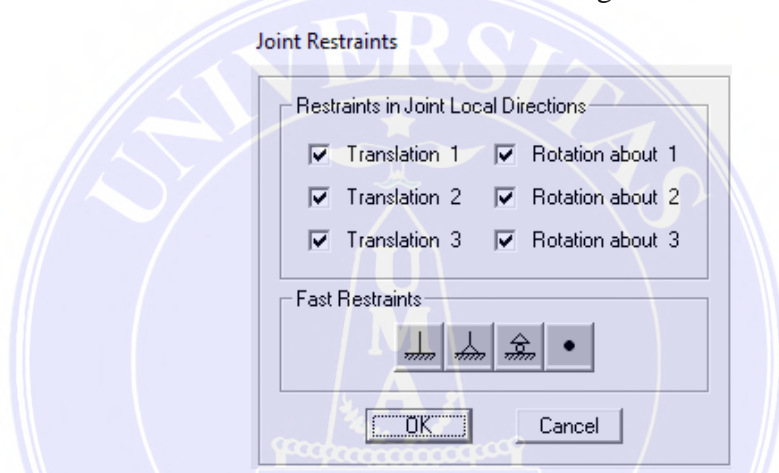 Joint Restraints
Restraints in Joint Local Directions
Translation 1 Rotation about 1
Translation 2 Rotation about 2
Translation 3 Rotation about 3
Fast Restraints
OK Cancel
UNIVERSITAS